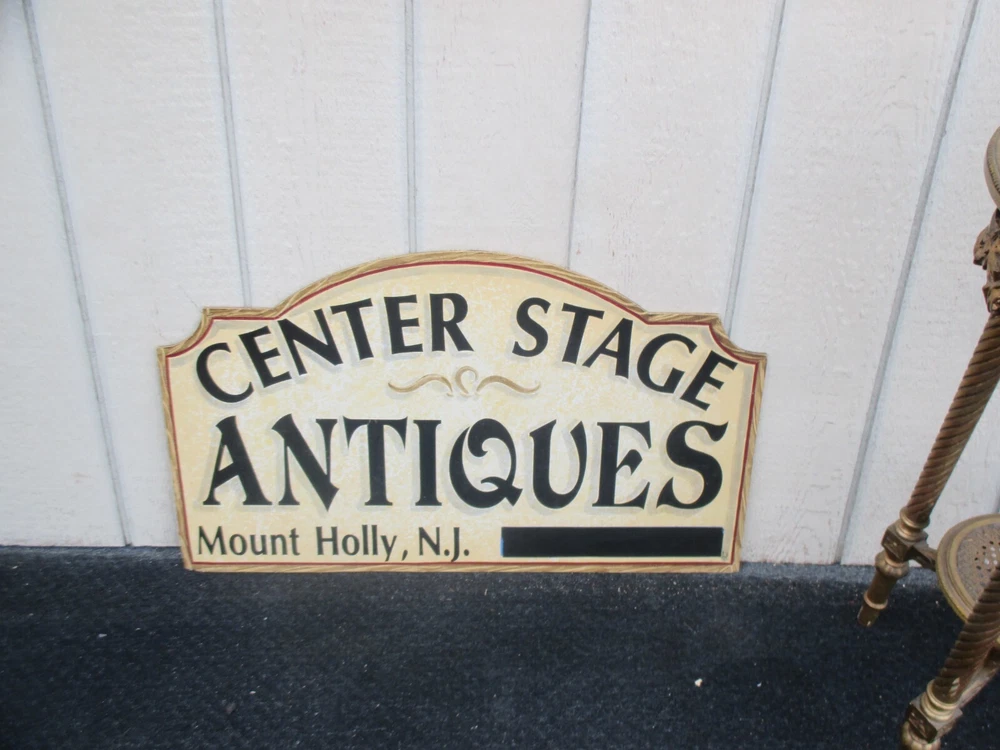 CENTER STAGE
ANTIQUES
Mount Holly, N.J.